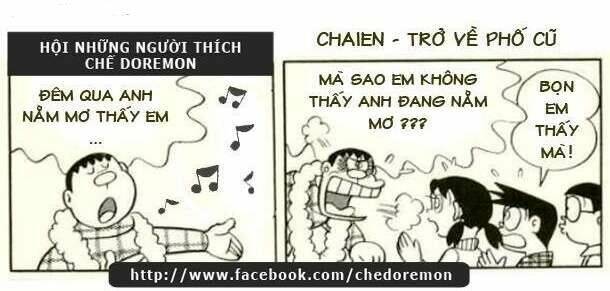 HỘI NHỮNG NGƯỜI THÍCH
CHẾ DOREMON
ĐÊM QUA ANH
NẰM MƠ THẤY EM
...
CHAIEN - TRỞ VỀ PHỐ CŨ
MÀ SAO EM KHÔNG
THẤY ANH ĐANG NẰM
MƠ ???
BỌN
EM
THẤY
MÀ!
http://www.facebook.com/chedoremon